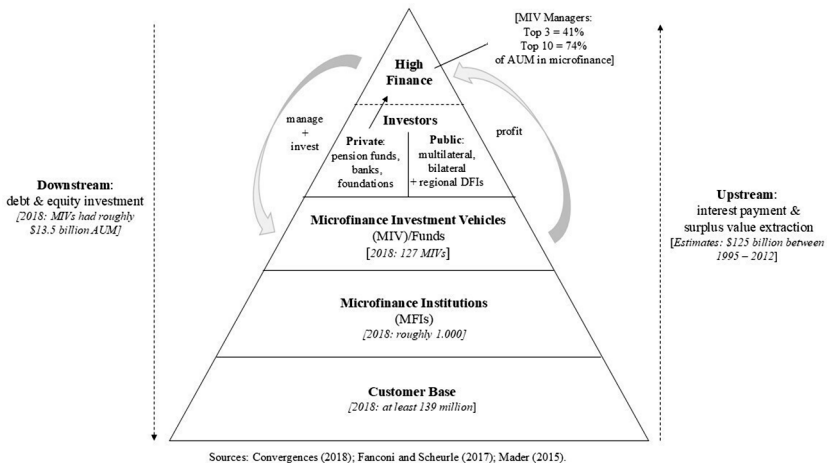 [MIV Managers:
Top 3 = 41%
Top 10 = 74%
of AUM in microfinance]
High
Finance
manage
+
invest
profit
Investors
Private:
pension funds,
banks,
foundations
Public:
multilateral,
bilateral
+ regional DFIs
Downstream:
debt & equity investment
[2018: MIVs had roughly
$13.5 billion AUM]
Upstream:
interest payment &
surplus value extraction
[Estimates: $125 billion between
1995 – 2012]
Microfinance Investment Vehicles
(MIV)/Funds
[2018: 127 MIVs]
Microfinance Institutions
(MFIs)
[2018: roughly 1.000]
Customer Base
[2018: at least 139 million]
Sources: Convergences (2018); Fanconi and Scheurle (2017); Mader (2015).